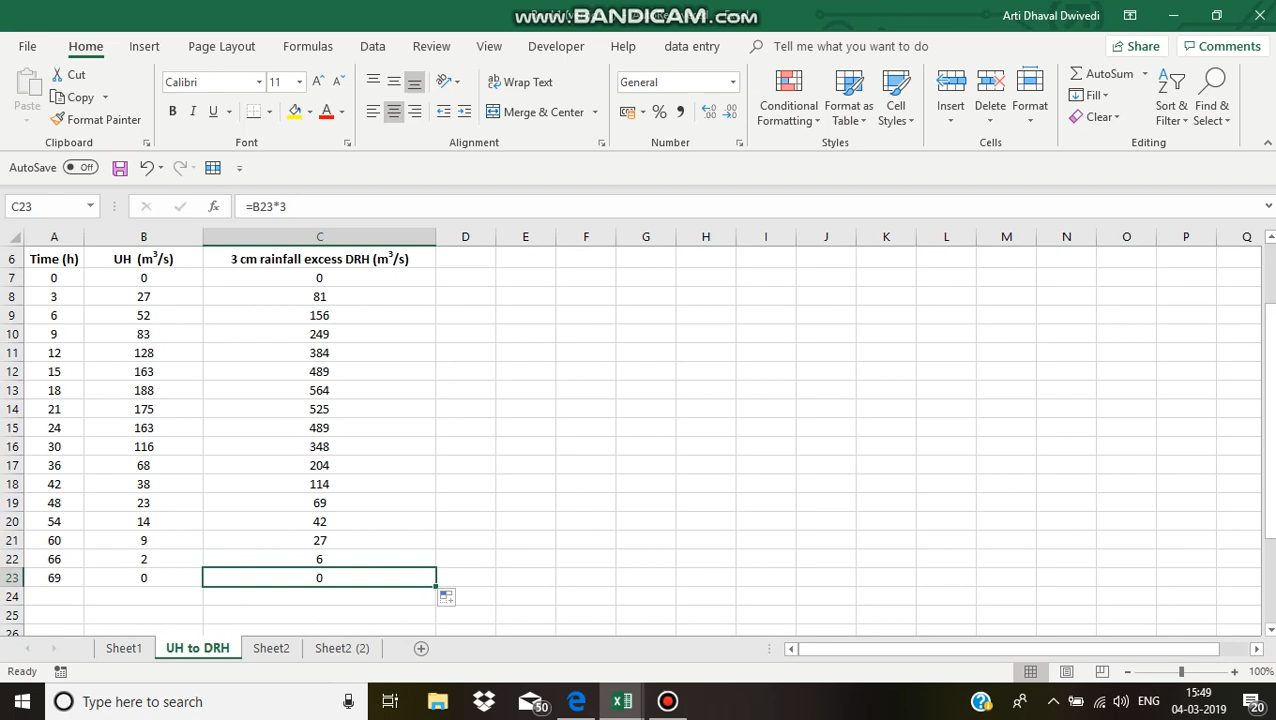 www.BANDICAM.com
Arti Dhaval Dwivedi
File Home Insert Page Layout Formulas Data Review View Developer Help data entry Tell me what you want to do Share Comments
Paste
Cut
Copy
Format Painter
Clipboard
Calibri 11
B I U
Font
Wrap Text
Merge & Center
Alignment
General
% ,
Number
Conditional Formatting
Format as Table
Cell Styles
Styles
Insert Delete Format
Cells
AutoSum
Fill
Clear
Sort & Filter
Find & Select
Editing
AutoSave Off
C23 fx =B23*3
A B C D E F G H I J K L M N O P Q
6 Time (h) UH (m³/s) 3 cm rainfall excess DRH (m³/s)
7 0 0 0
8 3 27 81
9 6 52 156
10 9 83 249
11 12 128 384
12 15 163 489
13 18 188 564
14 21 175 525
15 24 163 489
16 30 116 348
17 36 68 204
18 42 38 114
19 48 23 69
20 54 14 42
21 60 9 27
22 66 2 6
23 69 0 0
24
25
26
Sheet1 UH to DRH Sheet2 Sheet2 (2)
Ready 100%
Type here to search 50 ENG 15:49 04-03-2019 20